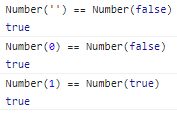 Number('') == Number(false)
true
Number(0) == Number(false)
true
Number(1) == Number(true)
true